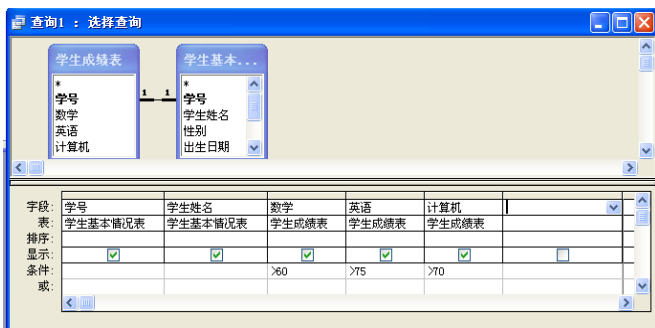 查询1 : 选择查询
学生成绩表
*
学号
数学
英语
计算机
1 1
学生基本...
*
学号
学生姓名
性别
出生日期
字段: 学号 学生姓名 数学 英语 计算机
表: 学生基本情况表 学生基本情况表 学生成绩表 学生成绩表 学生成绩表
排序:
显示:
条件: >60 >75 >70
或: